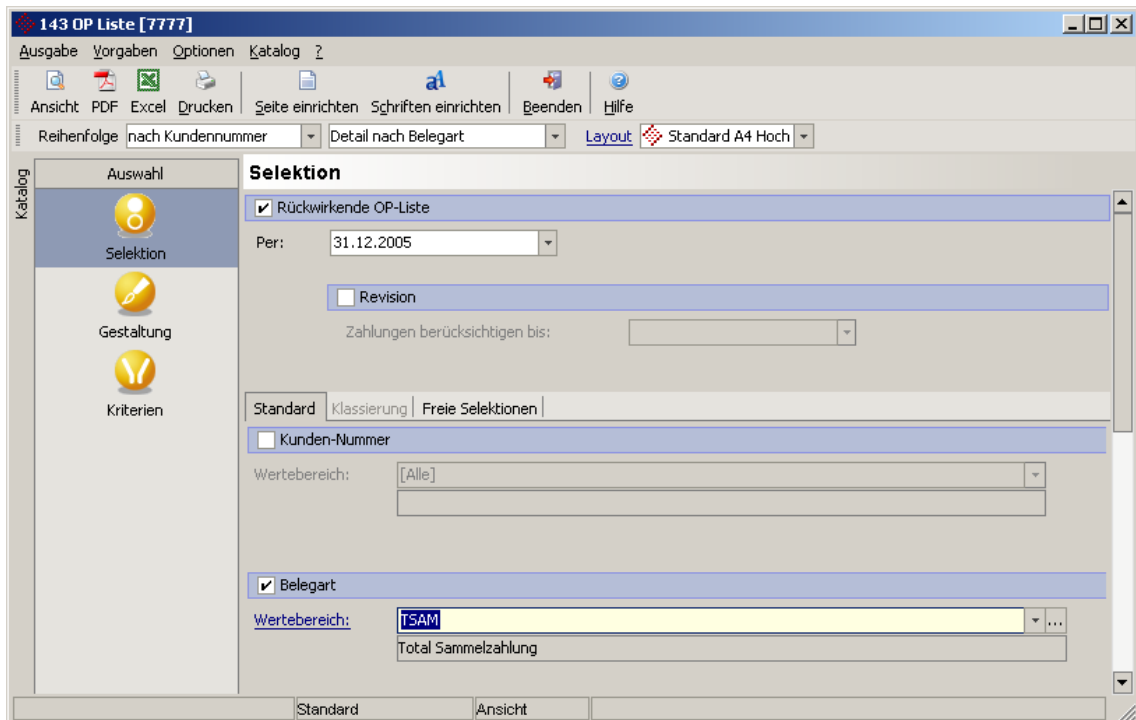 143 OP Liste [7777]
Ausgabe Vorgaben Optionen Katalog ?
Ansicht PDF Excel Drucken Seite einrichten Schriften einrichten Beenden Hilfe
Reihenfolge nach Kundennummer Detail nach Belegart Layout Standard A4 Hoch
Katalog
Auswahl
Selektion
Gestaltung
Kriterien
Selektion
Rückwirkende OP-Liste
Per: 31.12.2005
Revision
Zahlungen berücksichtigen bis:
Standard Klassierung Freie Selektionen
Kunden-Nummer
Wertebereich: [Alle]
Belegart
Wertebereich: TSAM ...
Total Sammelzahlung
Standard Ansicht